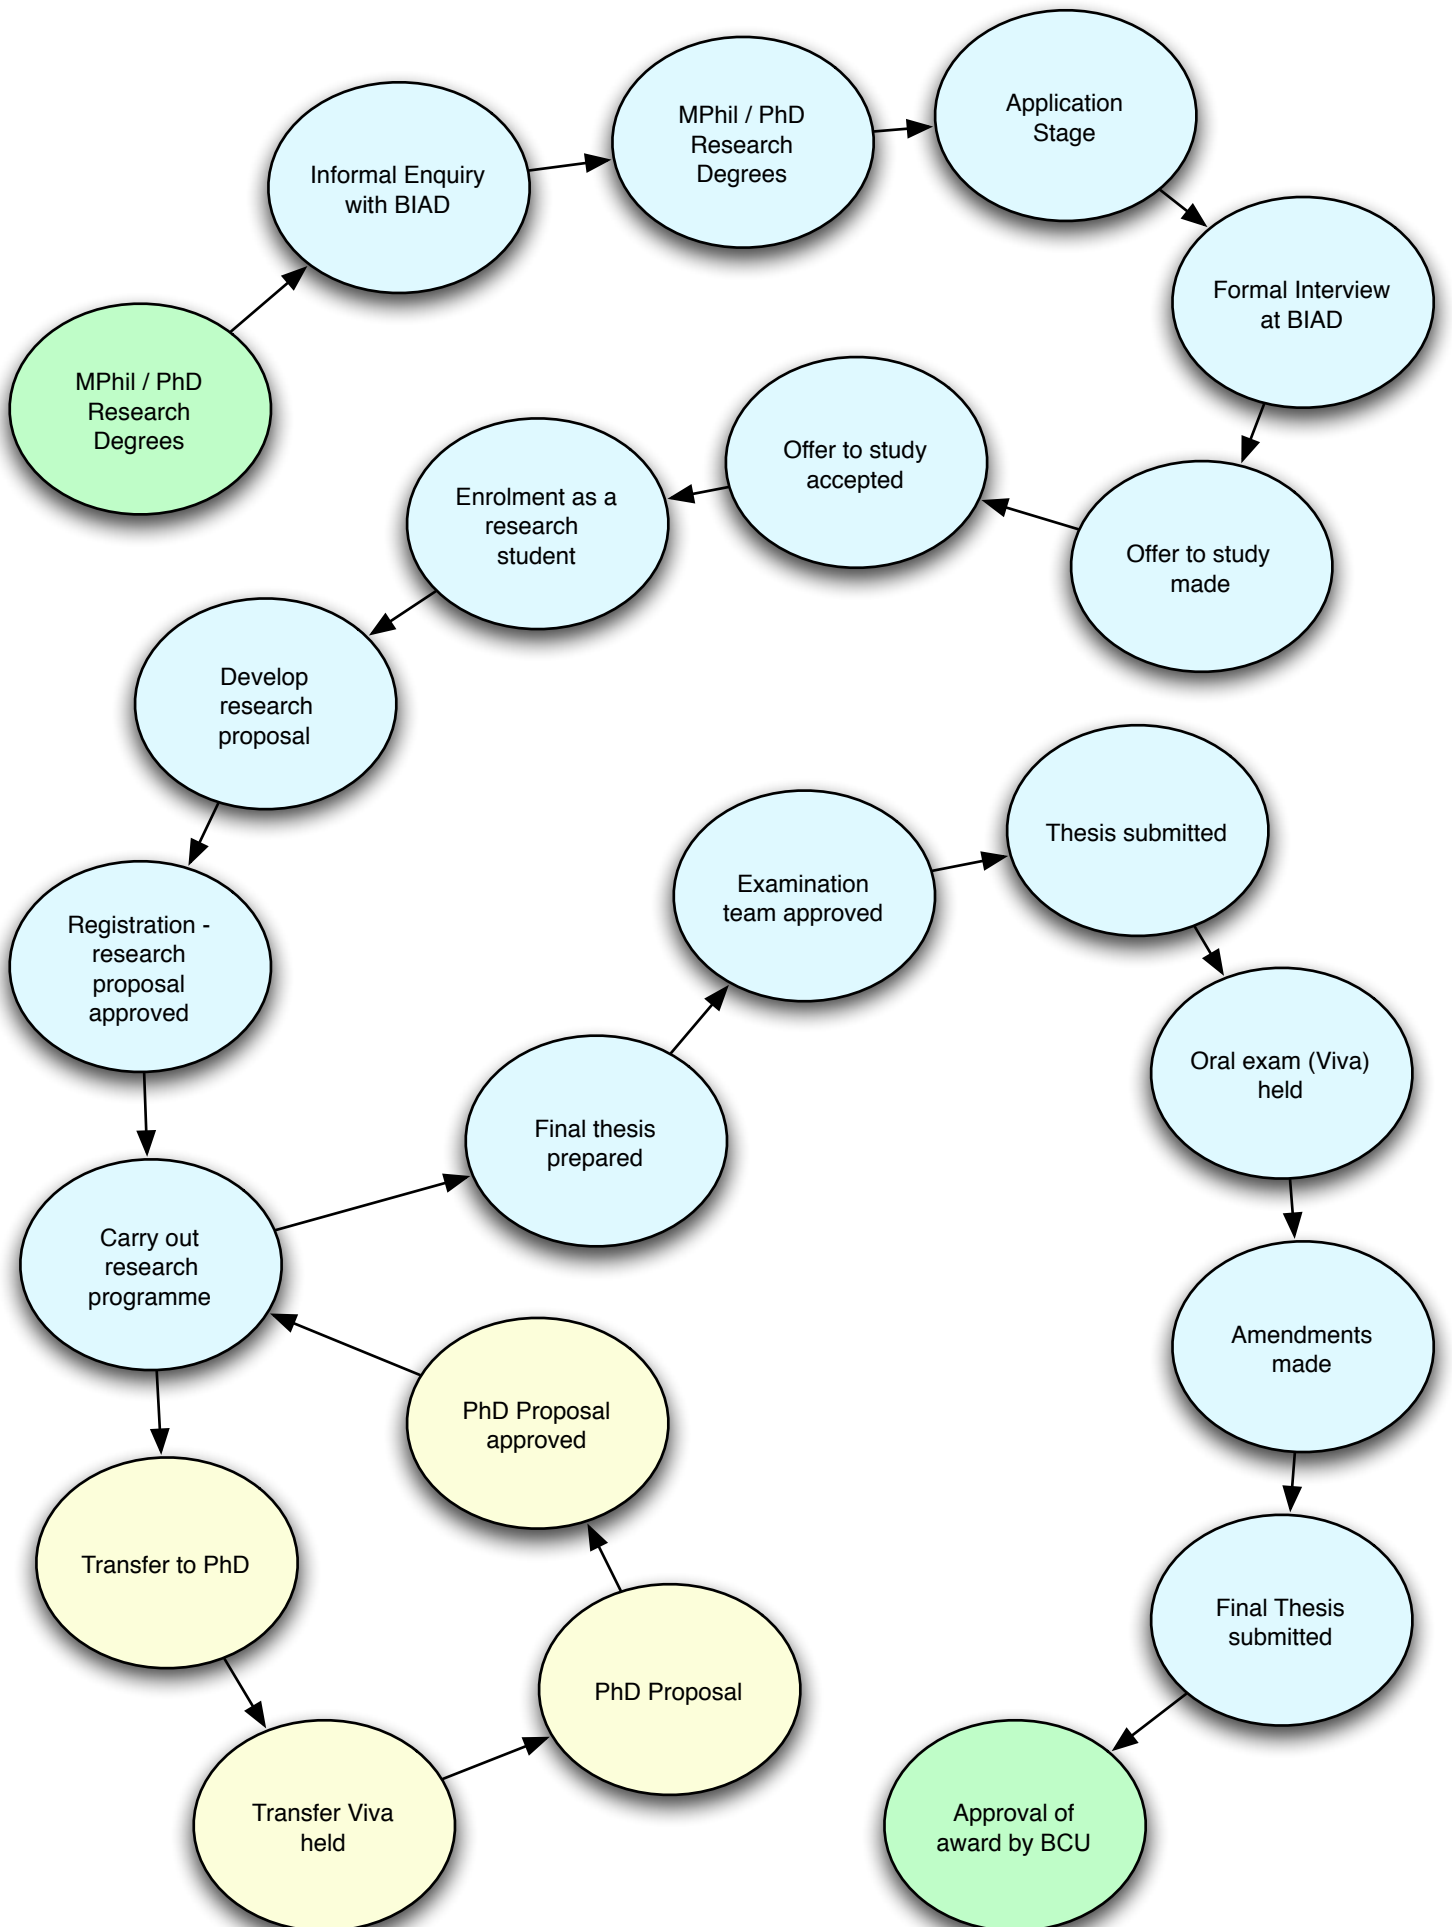 MPhil / PhD
Research
Degrees
Informal Enquiry
with BIAD
MPhil / PhD
Research
Degrees
Application
Stage
Formal Interview
at BIAD
Offer to study
made
Offer to study
accepted
Enrolment as a
research
student
Develop
research
proposal
Registration -
research
proposal
approved
Carry out
research
programme
Transfer to PhD
Transfer Viva
held
PhD Proposal
PhD Proposal
approved
Final thesis
prepared
Examination
team approved
Thesis submitted
Oral exam (Viva)
held
Amendments
made
Final Thesis
submitted
Approval of
award by BCU